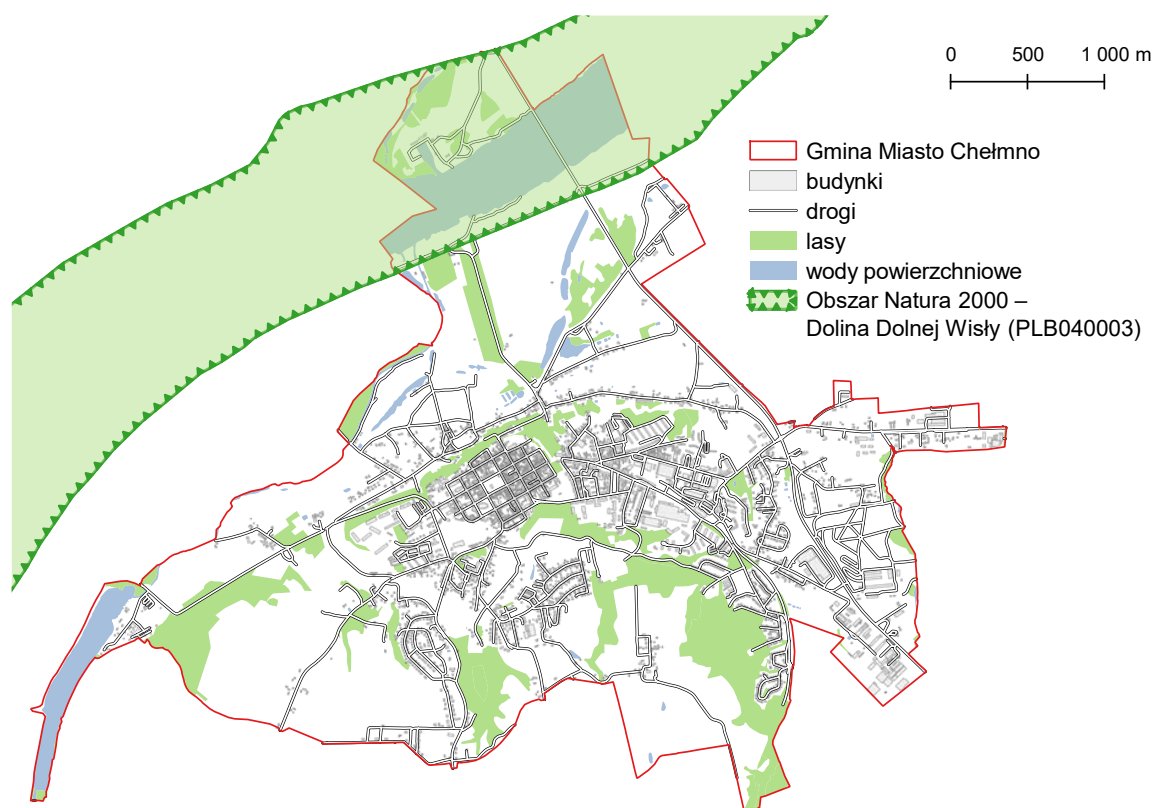 0 500 1 000 m
Gmina Miasto Chełmno
budynki
drogi
lasy
wody powierzchniowe
Obszar Natura 2000 –
Dolina Dolnej Wisły (PLB040003)